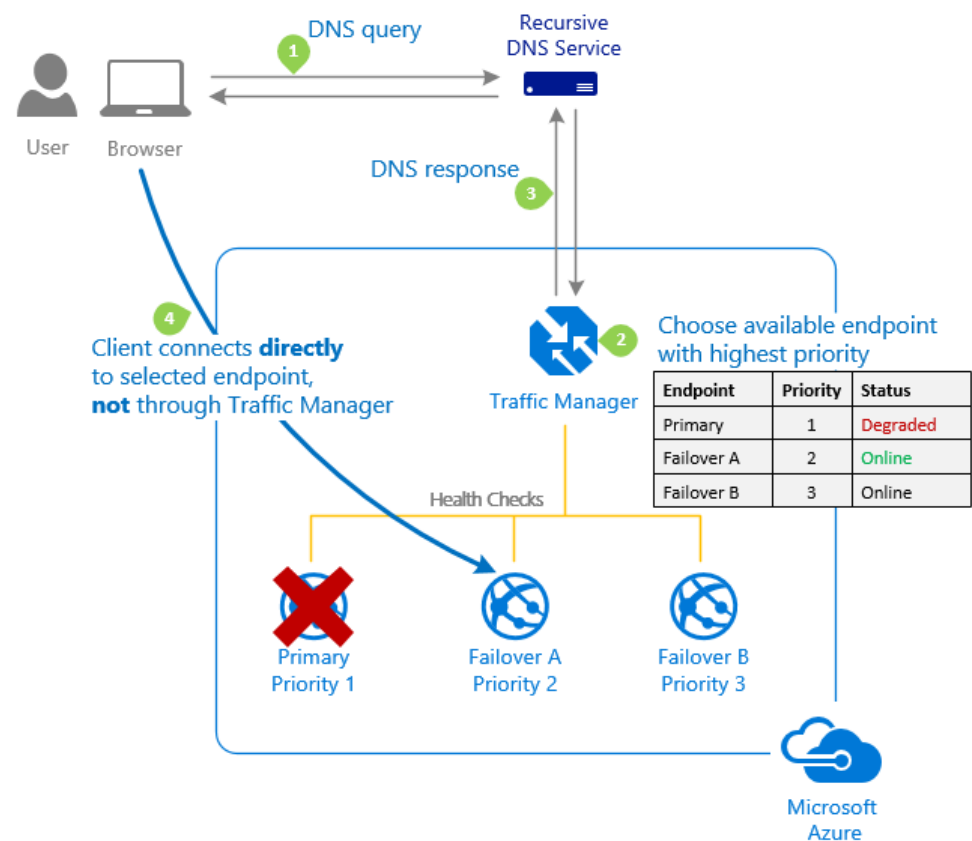 Recursive
DNS Service
DNS query
1
User
Browser
DNS response
3
4
Client connects directly
to selected endpoint,
not through Traffic Manager
2
Traffic Manager
Choose available endpoint
with highest priority
Endpoint Priority Status
Primary 1 Degraded
Failover A 2 Online
Failover B 3 Online
Health Checks
Primary
Priority 1
Failover A
Priority 2
Failover B
Priority 3
Microsoft
Azure